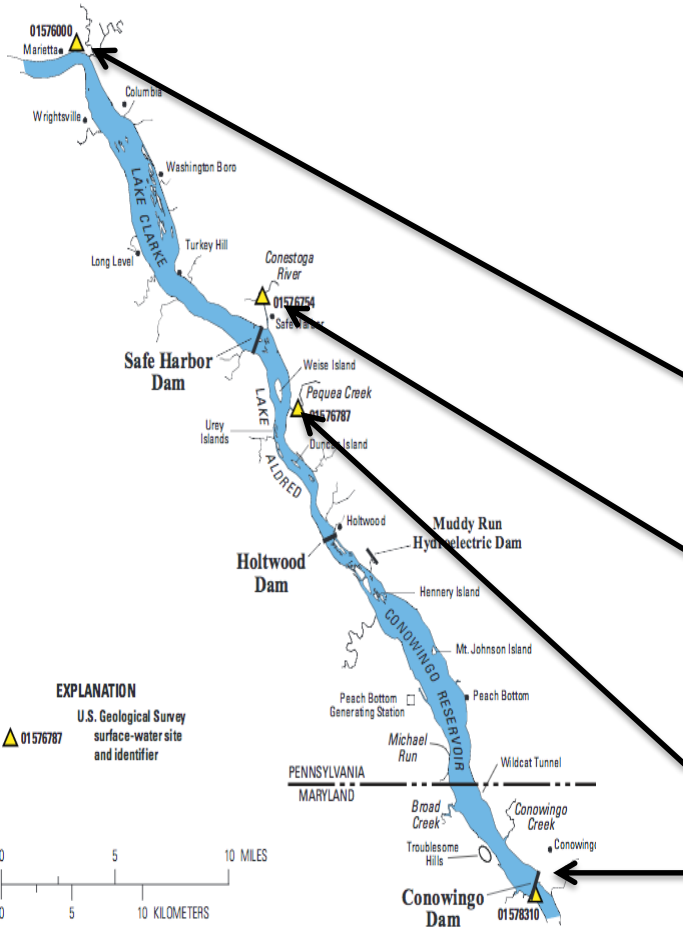 01576000
Marietta
Columbia
Wrightsville
Washington Boro
LAKE CLARKE
Long Level
Turkey Hill
Conestoga
River
01576754
Safe Harbor
Safe Harbor
Dam
Weise Island
Pequea Creek
01576787
LAKE ALDRED
Urey
Islands
Duncan Island
Holtwood
Muddy Run
Hydroelectric Dam
Holtwood
Dam
Hennery Island
CONOWINGO RESERVOIR
Mt. Johnson Island
EXPLANATION
U.S. Geological Survey
surface-water site
and identifier
01576787
Peach Bottom
Generating Station
Peach Bottom
Michael
Run
Wildcat Tunnel
PENNSYLVANIA
MARYLAND
Broad
Creek
Conowingo
Creek
Troublesome
Hills
Conowingo
0 5 10 MILES
0 5 10 KILOMETERS
Conowingo
Dam
01578310